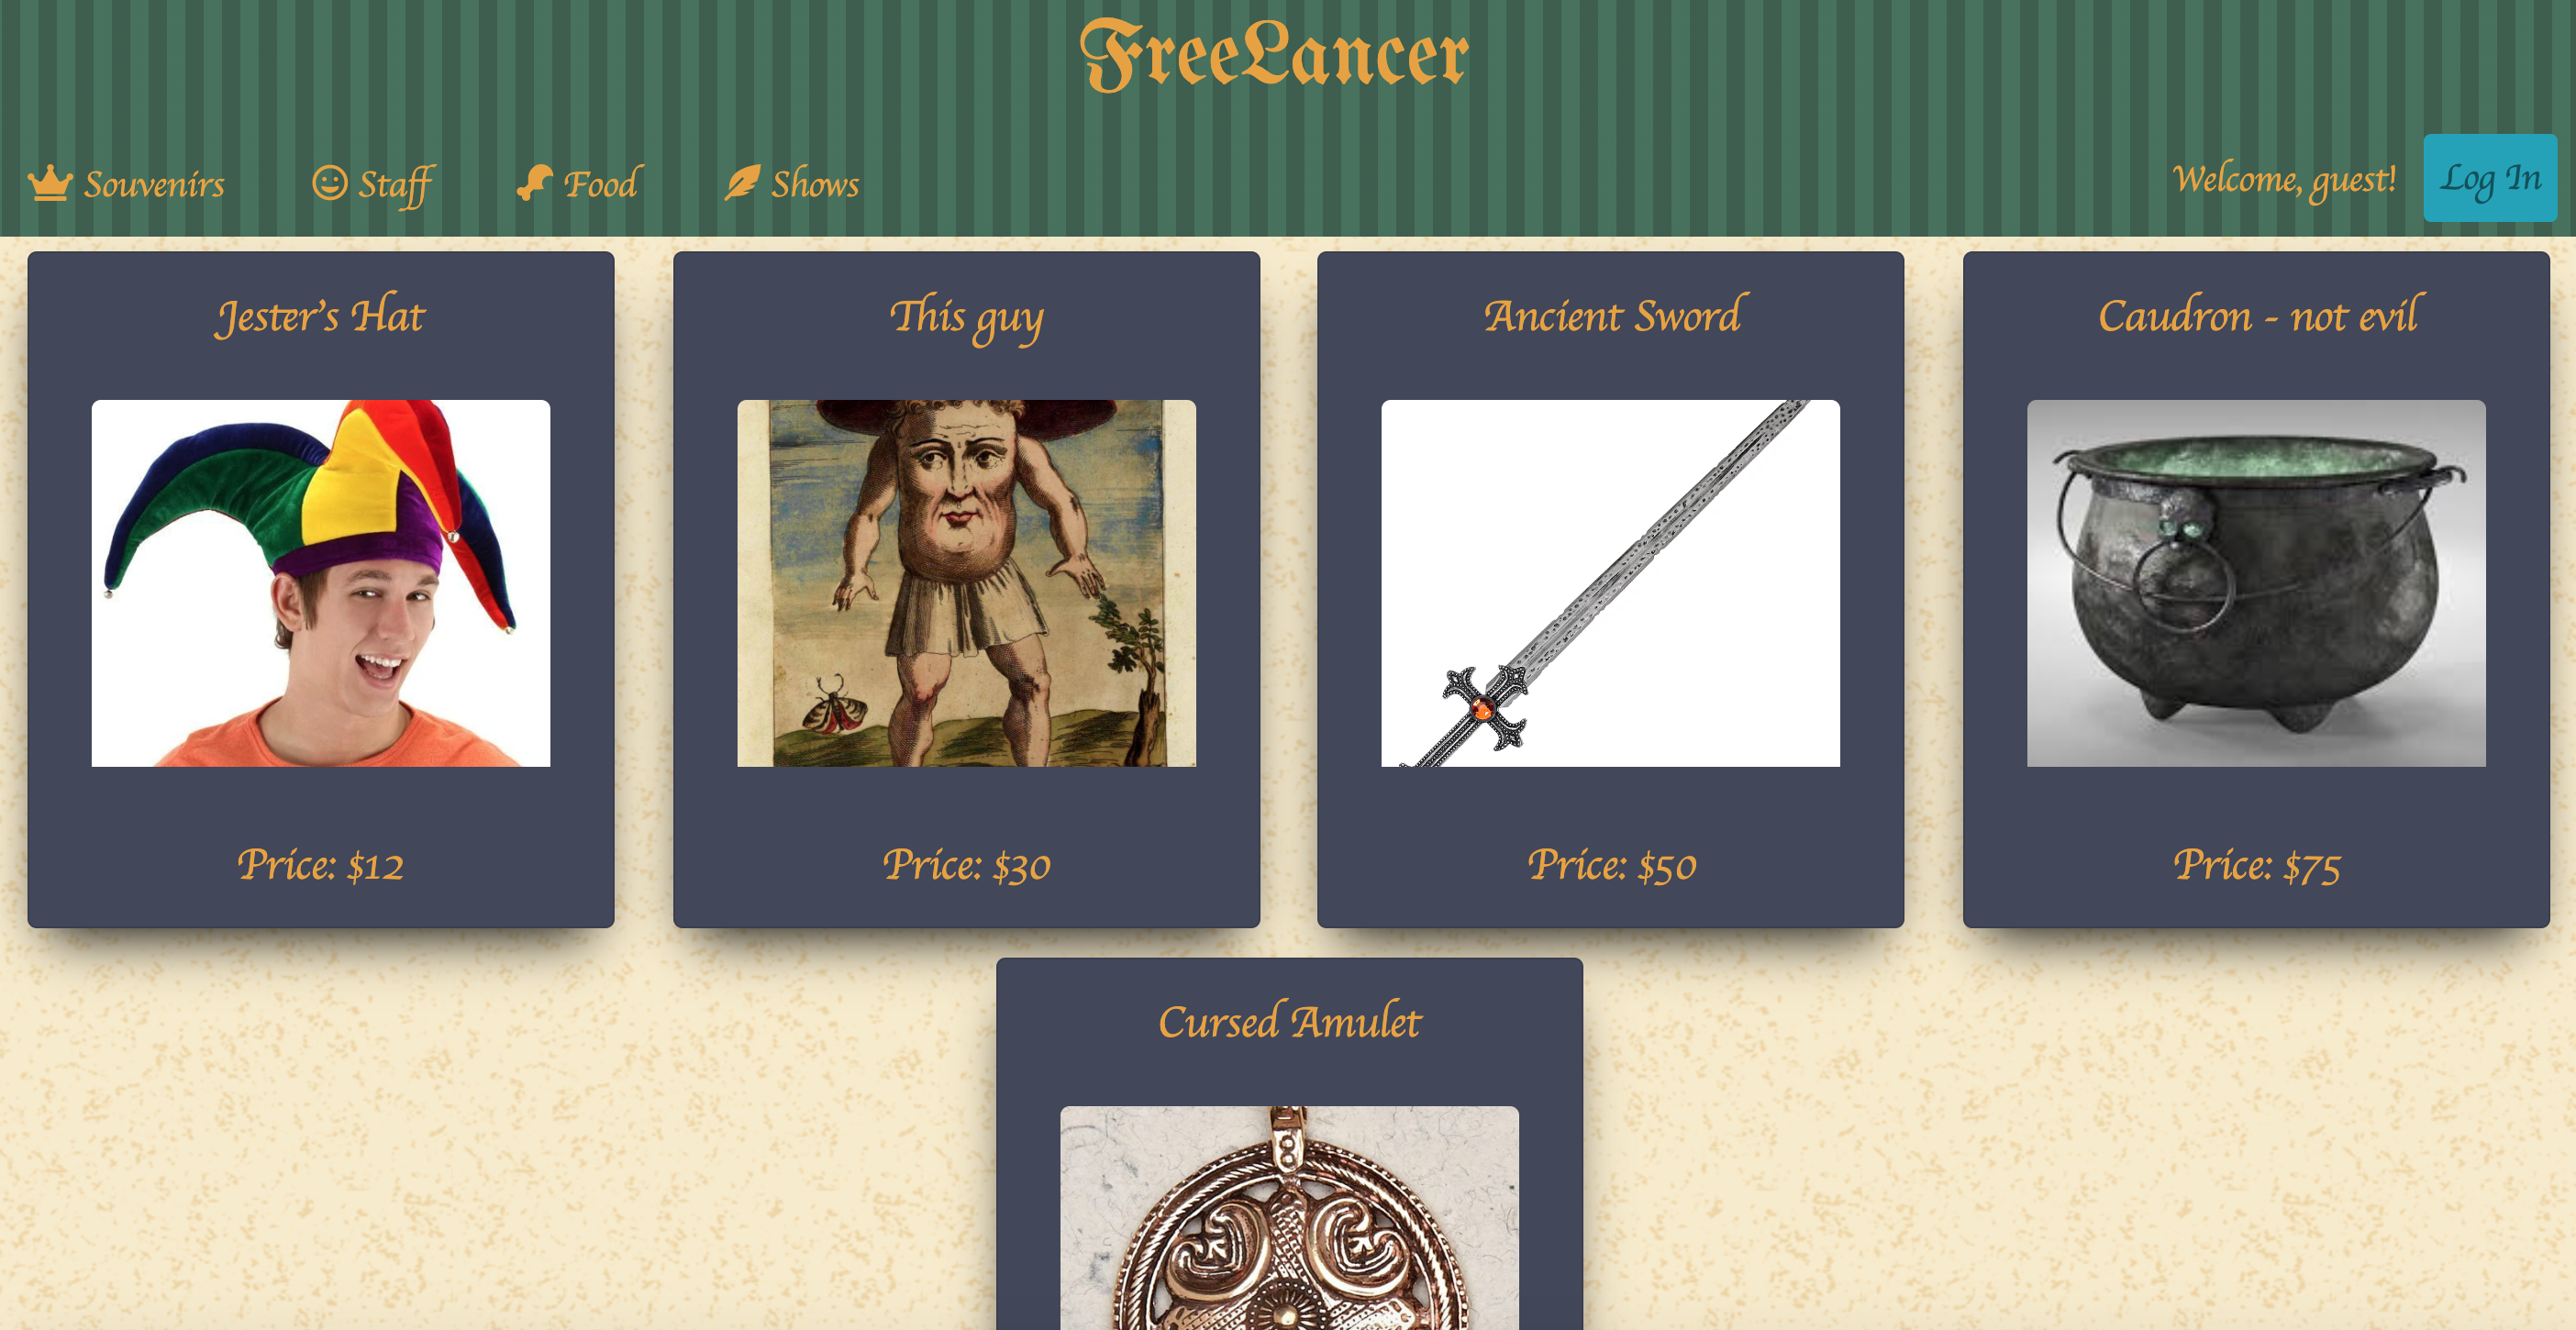 FreeLancer
Souvenirs Staff Food Shows Welcome, guest! Log In
Jester's Hat
This guy
Ancient Sword
Caudron - not evil
Price: $12
Price: $30
Price: $50
Price: $75
Cursed Amulet